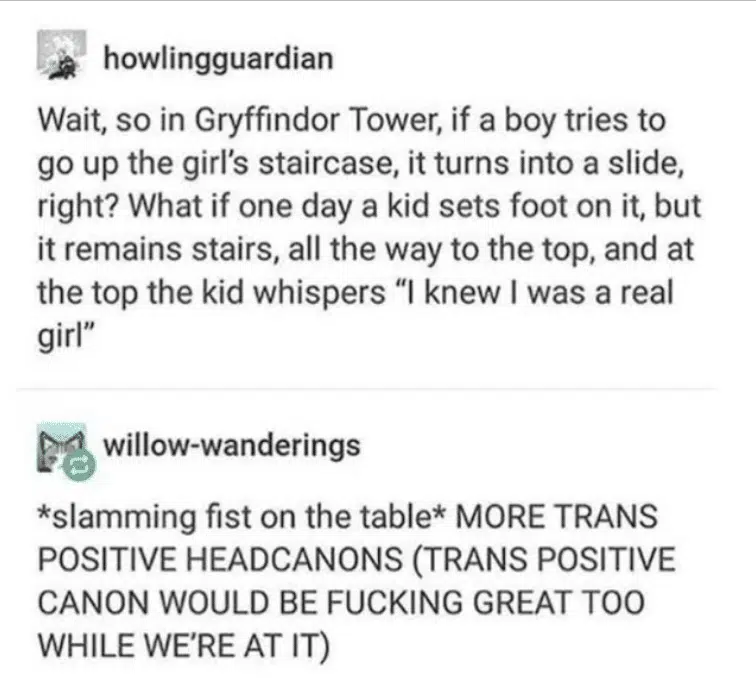 howlingguardian
Wait, so in Gryffindor Tower, if a boy tries to
go up the girl's staircase, it turns into a slide,
right? What if one day a kid sets foot on it, but
it remains stairs, all the way to the top, and at
the top the kid whispers “I knew I was a real
girl”
willow-wanderings
*slamming fist on the table* MORE TRANS
POSITIVE HEADCANONS (TRANS POSITIVE
CANON WOULD BE FUCKING GREAT TOO
WHILE WE'RE AT IT)